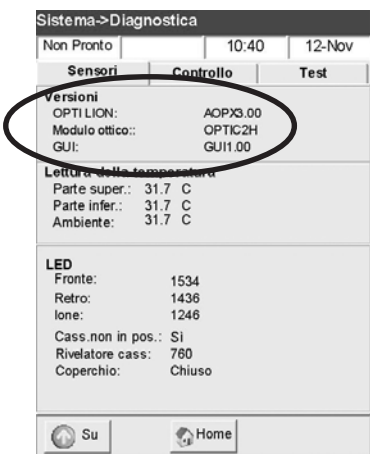 Sistema->Diagnostica
Non Pronto 10:40 12-Nov
Sensori Controllo Test
Versioni
OPTI LION: AOPX3.00
Modulo ottico:: OPTIC2H
GUI: GUI1.00
Lettura della temperatura
Parte super.: 31.7 C
Parte infer.: 31.7 C
Ambiente: 31.7 C
LED
Fronte: 1534
Retro: 1436
Ione: 1246
Cass.non in pos.: Sì
Rivelatore cass: 760
Coperchio: Chiuso
Su Home